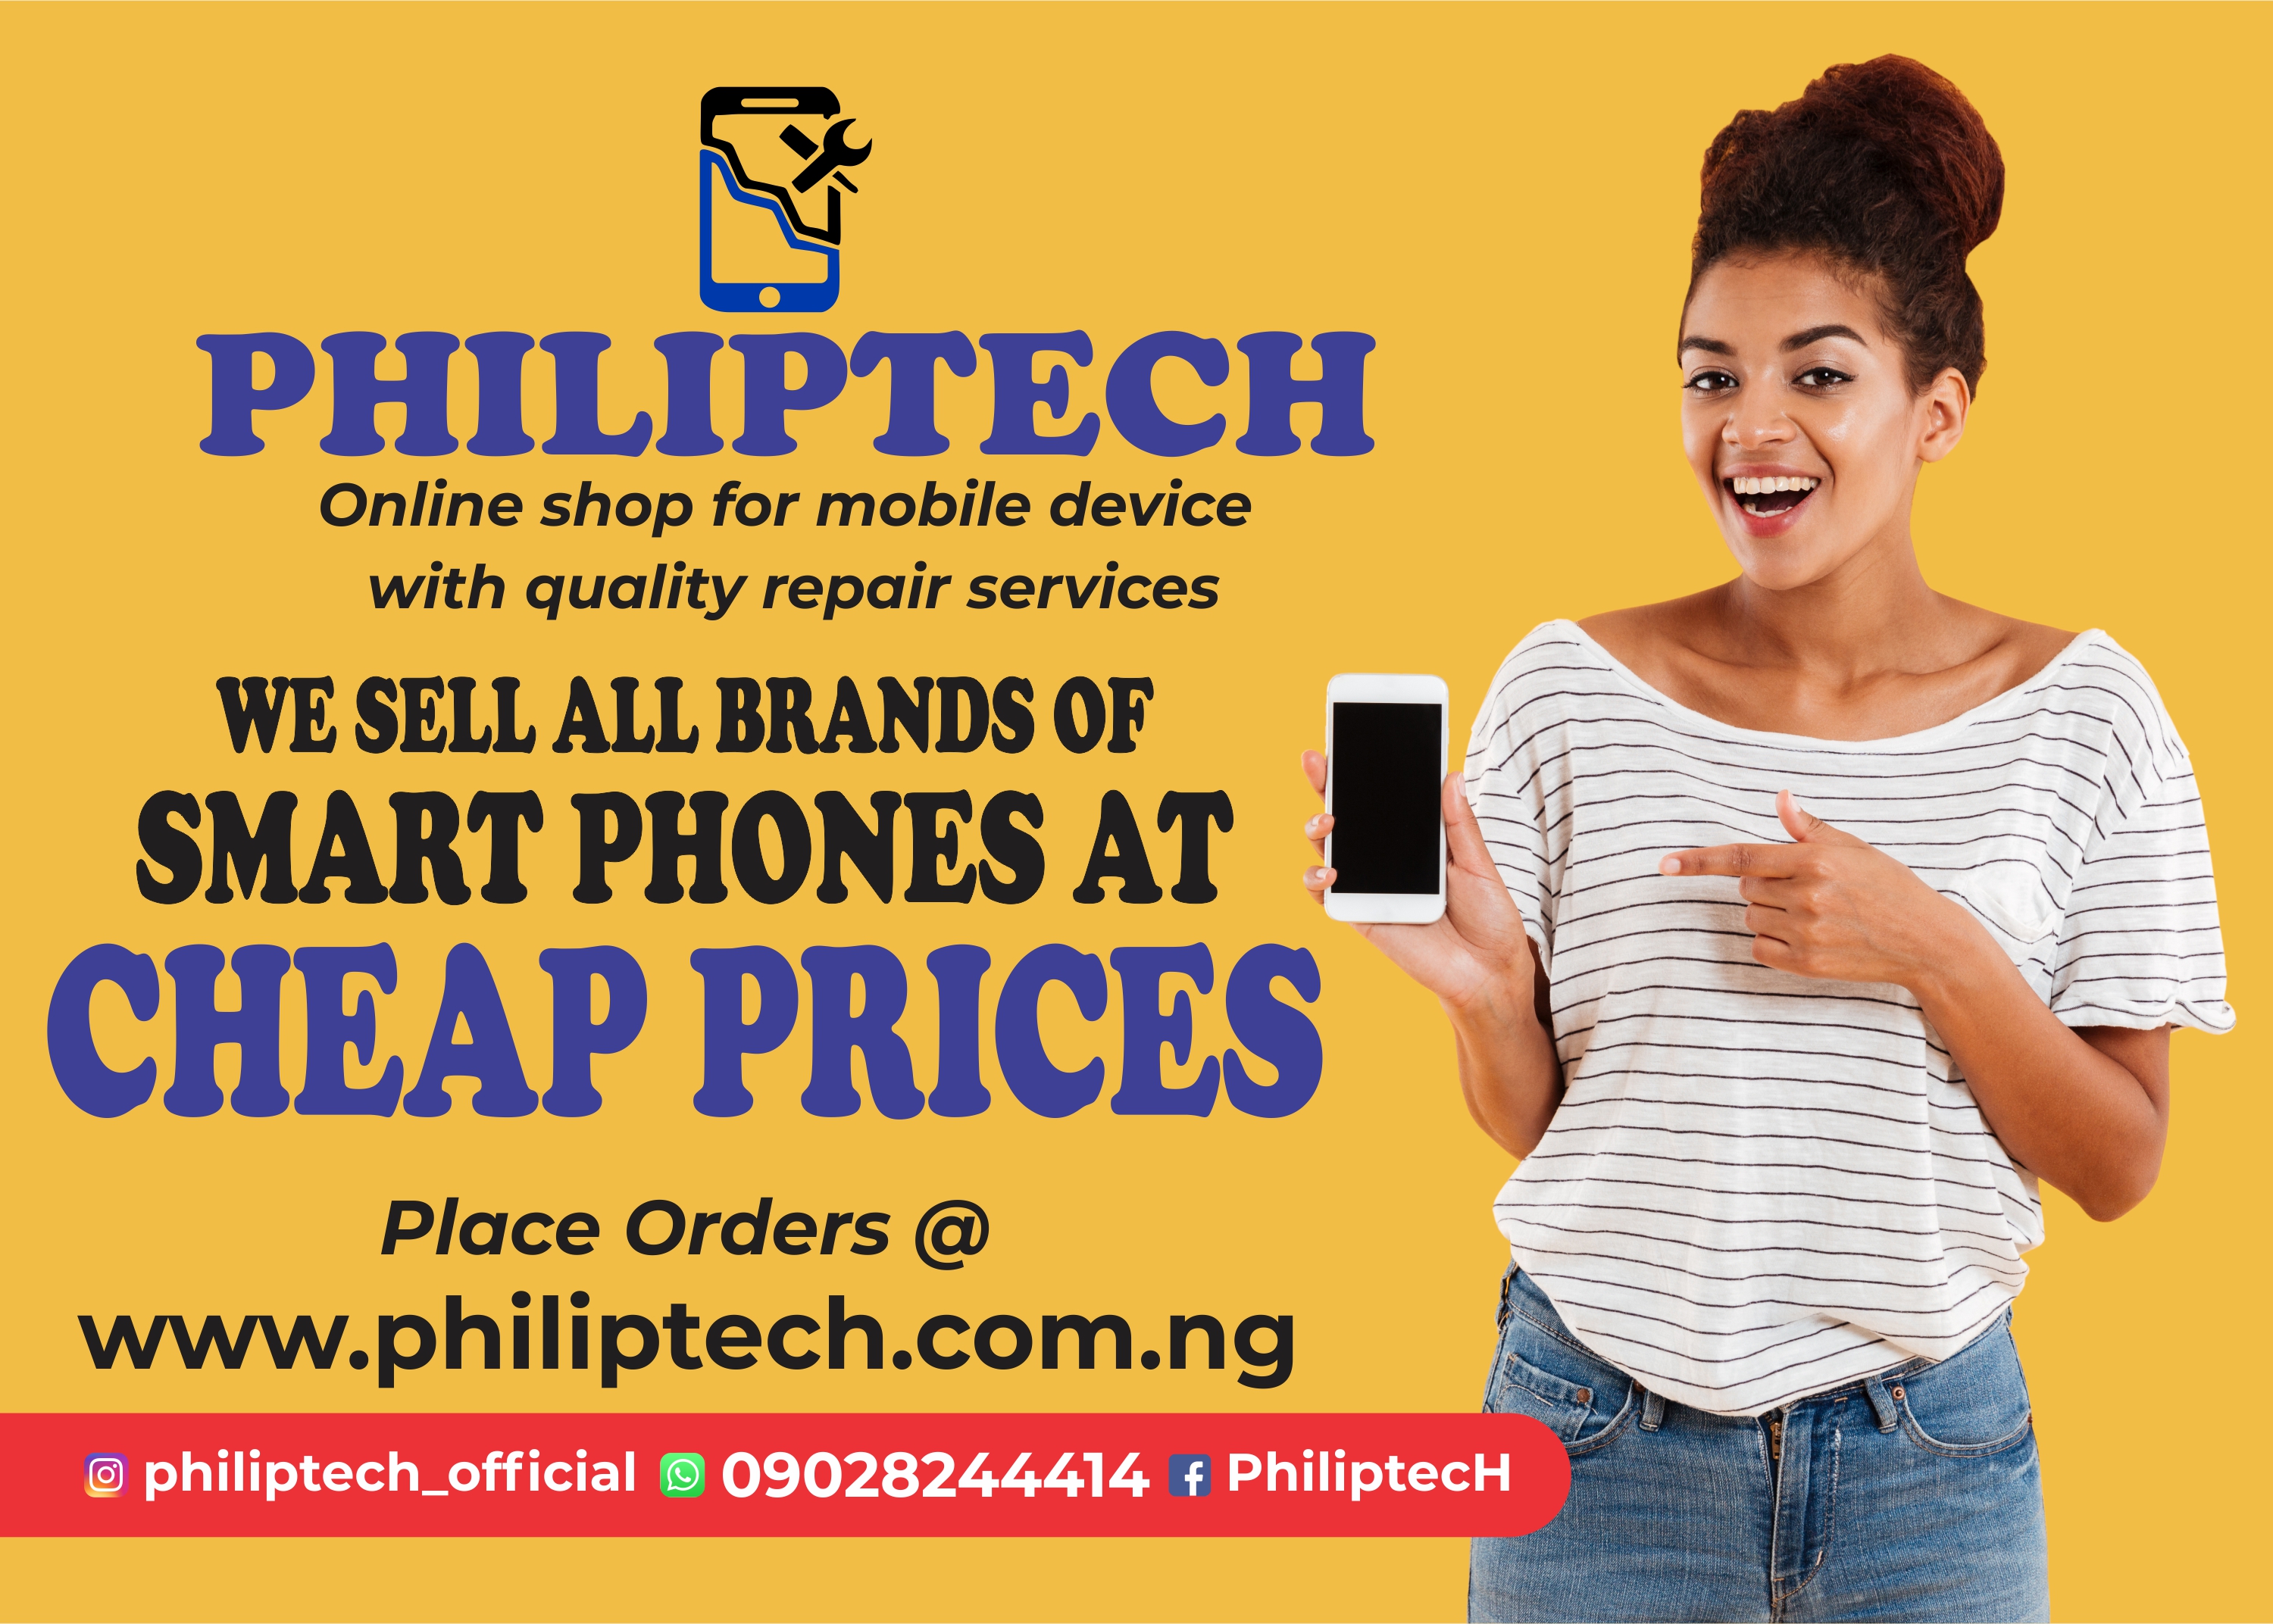 PHILIPTECH
Online shop for mobile device
with quality repair services
WE SELL ALL BRANDS OF
SMART PHONES AT
CHEAP PRICES
Place Orders @
www.philiptech.com.ng
philiptech_official 09028244414 PhiliptecH